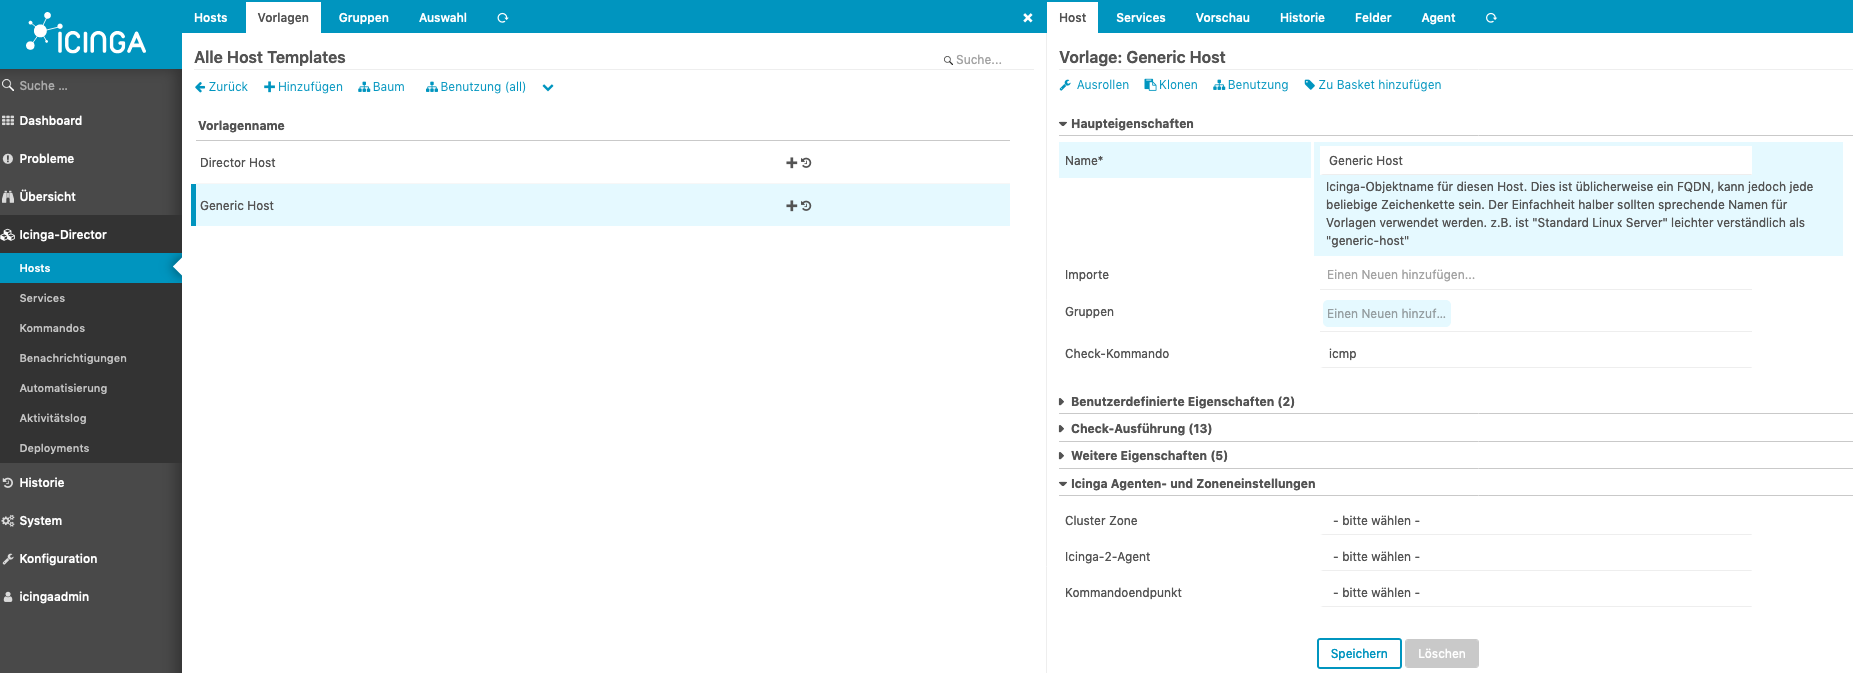 ICINGA
Suche ...
Dashboard
Probleme
Übersicht
Icinga-Director
Hosts
Services
Kommandos
Benachrichtigungen
Automatisierung
Aktivitätslog
Deployments
Historie
System
Konfiguration
icingaadmin
Hosts Vorlagen Gruppen Auswahl
Alle Host Templates
Suche...
Zurück Hinzufügen Baum Benutzung (all)
Vorlagenname
Director Host
Generic Host
Host Services Vorschau Historie Felder Agent
Vorlage: Generic Host
Ausrollen Klonen Benutzung Zu Basket hinzufügen
Haupteigenschaften
Name* Generic Host
Icinga-Objektname für diesen Host. Dies ist üblicherweise ein FQDN, kann jedoch jede
beliebige Zeichenkette sein. Der Einfachheit halber sollten sprechende Namen für
Vorlagen verwendet werden. z.B. ist "Standard Linux Server" leichter verständlich als
"generic-host"
Importe Einen Neuen hinzufügen...
Gruppen Einen Neuen hinzuf...
Check-Kommando icmp
Benutzerdefinierte Eigenschaften (2)
Check-Ausführung (13)
Weitere Eigenschaften (5)
Icinga Agenten- und Zoneneinstellungen
Cluster Zone - bitte wählen -
Icinga-2-Agent - bitte wählen -
Kommandoendpunkt - bitte wählen -
Speichern Löschen